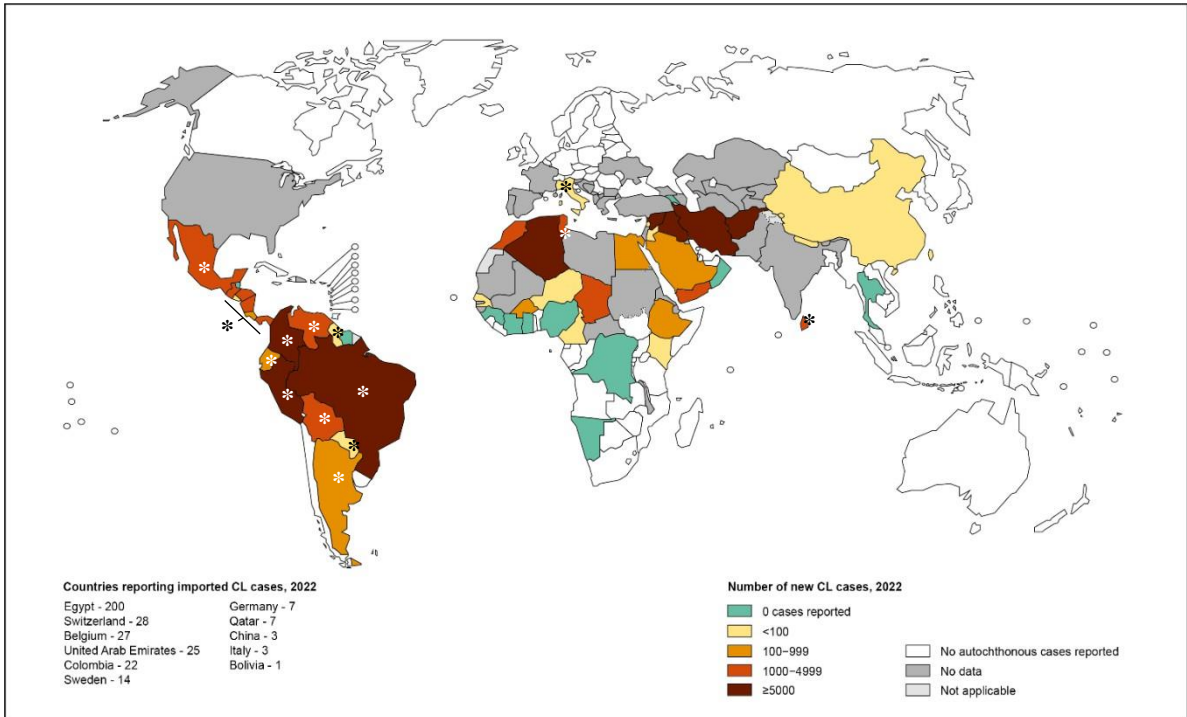 Countries reporting imported CL cases, 2022
Egypt - 200
Switzerland - 28
Belgium - 27
United Arab Emirates - 25
Colombia - 22
Sweden - 14
Germany - 7
Qatar - 7
China - 3
Italy - 3
Bolivia - 1
Number of new CL cases, 2022
0 cases reported
<100
100–999
1000–4999
≥5000
No autochthonous cases reported
No data
Not applicable